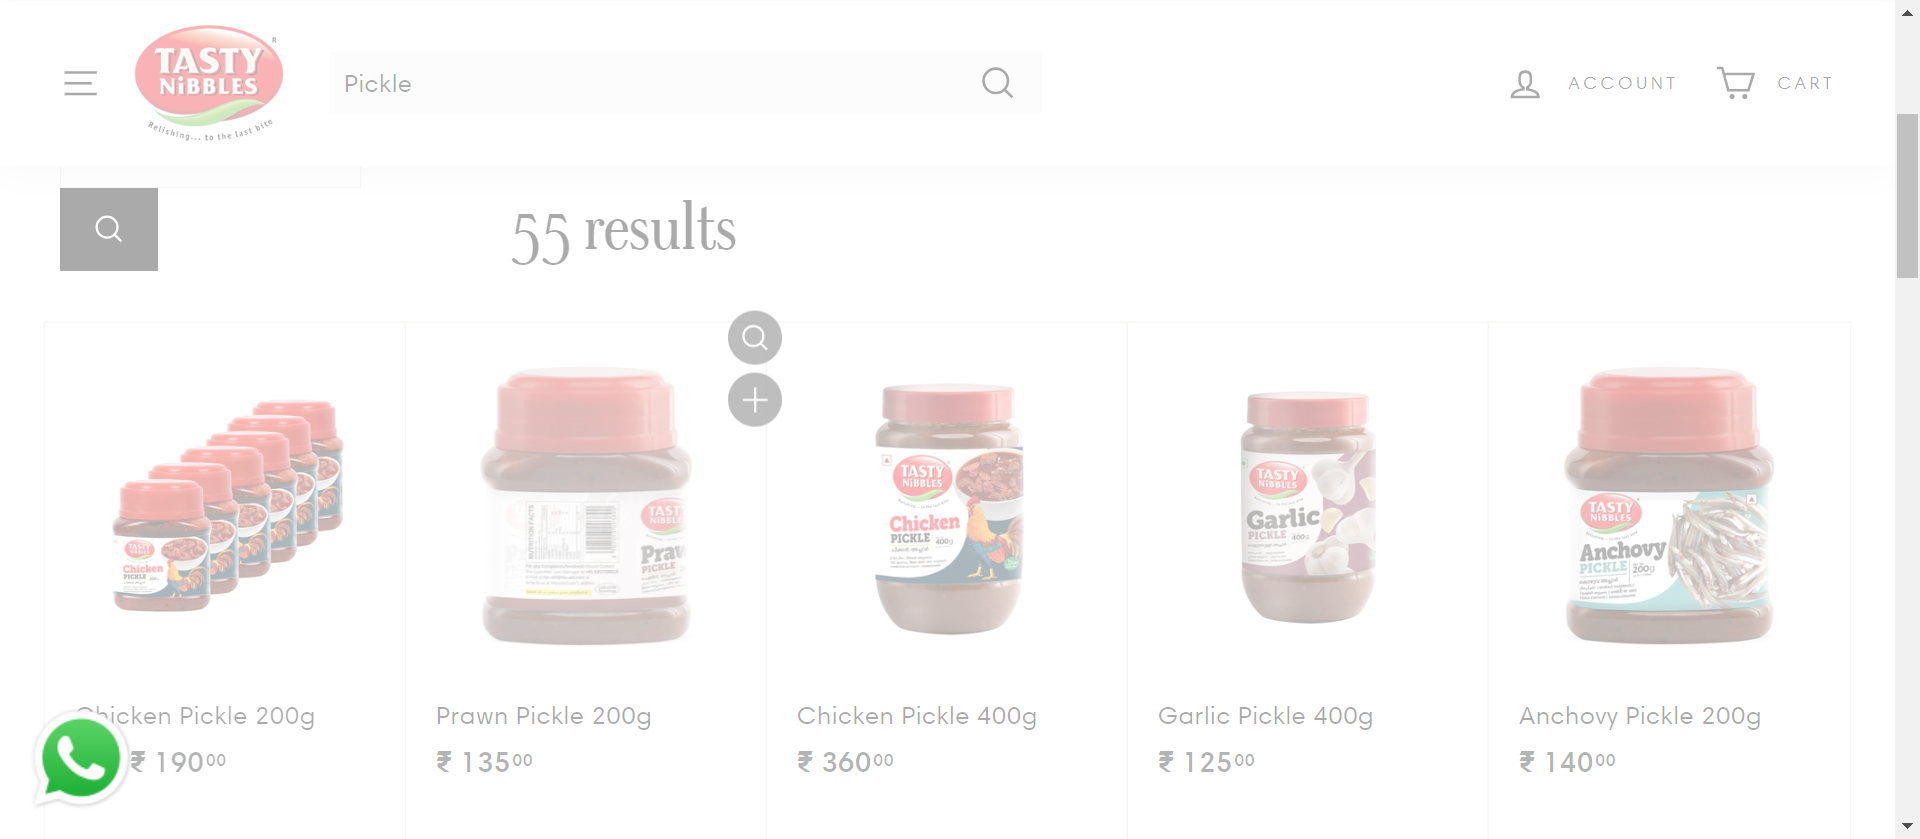 TASTY
NiBBLES
Relishing... to the last bite
Pickle
ACCOUNT
CART
55 results
TASTY
NiBBLES
Chicken
PICKLE
NUTRITION FACTS
TASTY
NiBBLES
Praw
TASTY
NiBBLES
Chicken
PICKLE
400g
TASTY
NiBBLES
Garlic
PICKLE
400g
TASTY
NiBBLES
Anchovy
PICKLE
200g
Chicken Pickle 200g
₹ 190.00
Prawn Pickle 200g
₹ 135.00
Chicken Pickle 400g
₹ 360.00
Garlic Pickle 400g
₹ 125.00
Anchovy Pickle 200g
₹ 140.00